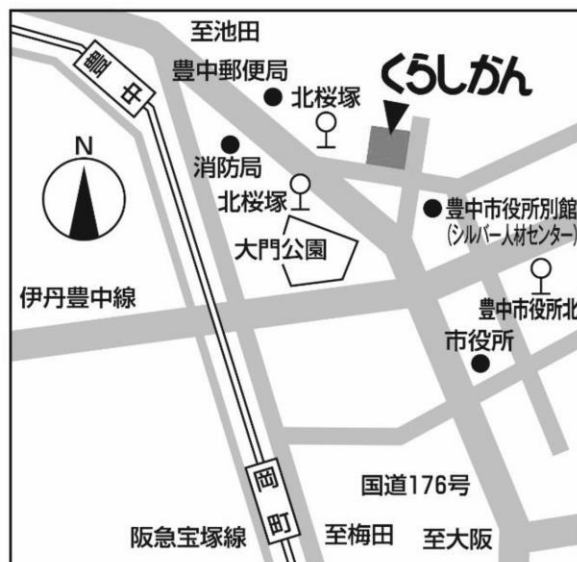 至池田
豊中
豊中郵便局
くらしかん
北桜塚
N
消防局
北桜塚
豊中市役所別館
(シルバー人材センター)
大門公園
伊丹豊中線
豊中市役所北
市役所
岡町
国道176号
阪急宝塚線
至梅田
至大阪